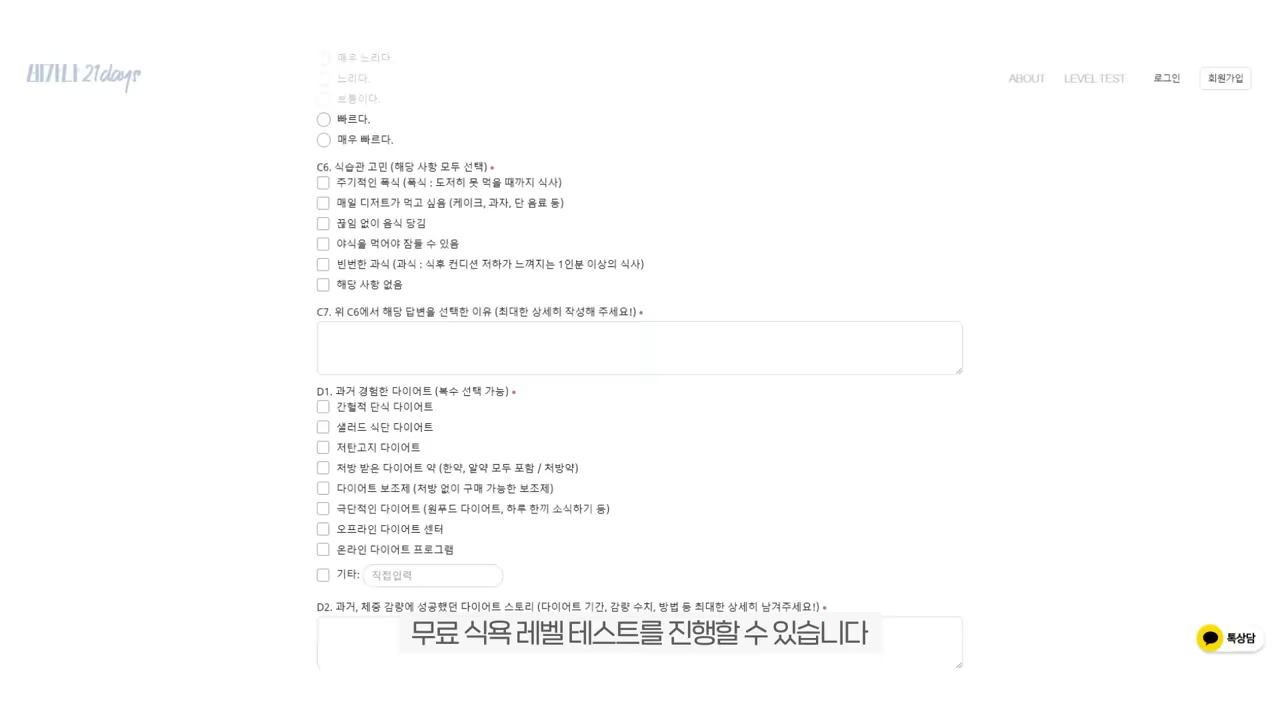 매우 느리다.
느리다.
21days
ABOUT
LEVEL TEST
로그인
회원가입
보통이다.
빠르다.
매우 빠르다.
C6. 식습관 고민 (해당 사항 모두 선택) •
주기적인 폭식 (폭식 : 도저히 못 먹을 때까지 식사)
매일 디저트가 먹고 싶음 (케이크, 과자, 단 음료 등)
끊임 없이 음식 당김
야식을 먹어야 잠들 수 있음
빈번한 과식 (과식 : 식후 컨디션 저하가 느껴지는 1인분 이상의 식사)
해당 사항 없음
C7. 위 C6에서 해당 답변을 선택한 이유 (최대한 상세히 작성해 주세요!) •
D1. 과거 경험한 다이어트 (복수 선택 가능) •
간헐적 단식 다이어트
샐러드 식단 다이어트
저탄고지 다이어트
처방 받은 다이어트 약 (한약, 알약 모두 포함 / 처방약)
다이어트 보조제 (처방 없이 구매 가능한 보조제)
극단적인 다이어트 (원푸드 다이어트, 하루 한끼 소식하기 등)
오프라인 다이어트 센터
온라인 다이어트 프로그램
기타: 직접입력
D2. 과거, 체중 감량에 성공했던 다이어트 스토리 (다이어트 기간, 감량 수치, 방법 등 최대한 상세히 남겨주세요!) •
무료 식욕 레벨 테스트를 진행할 수 있습니다
톡상담